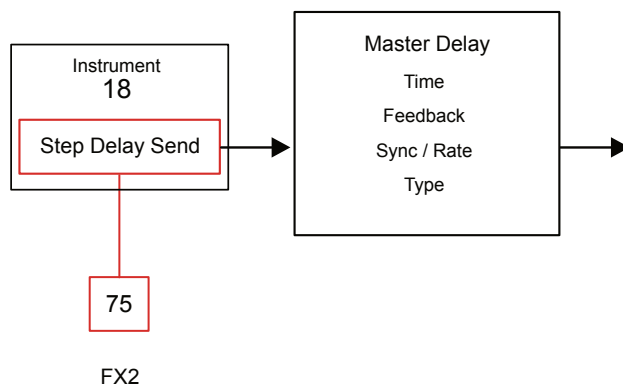 Instrument
18
Step Delay Send
Master Delay
Time
Feedback
Sync / Rate
Type
75
FX2